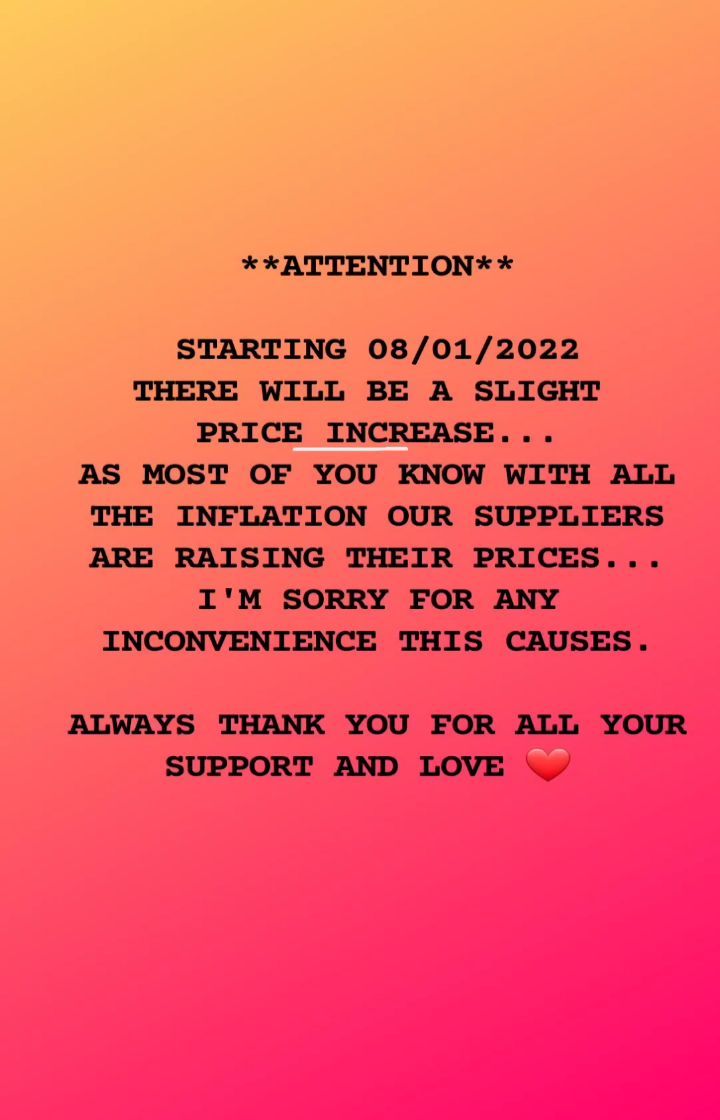 **ATTENTION**
STARTING 08/01/2022
THERE WILL BE A SLIGHT
PRICE INCREASE...
AS MOST OF YOU KNOW WITH ALL
THE INFLATION OUR SUPPLIERS
ARE RAISING THEIR PRICES...
I'M SORRY FOR ANY
INCONVENIENCE THIS CAUSES.
ALWAYS THANK YOU FOR ALL YOUR
SUPPORT AND LOVE ❤️